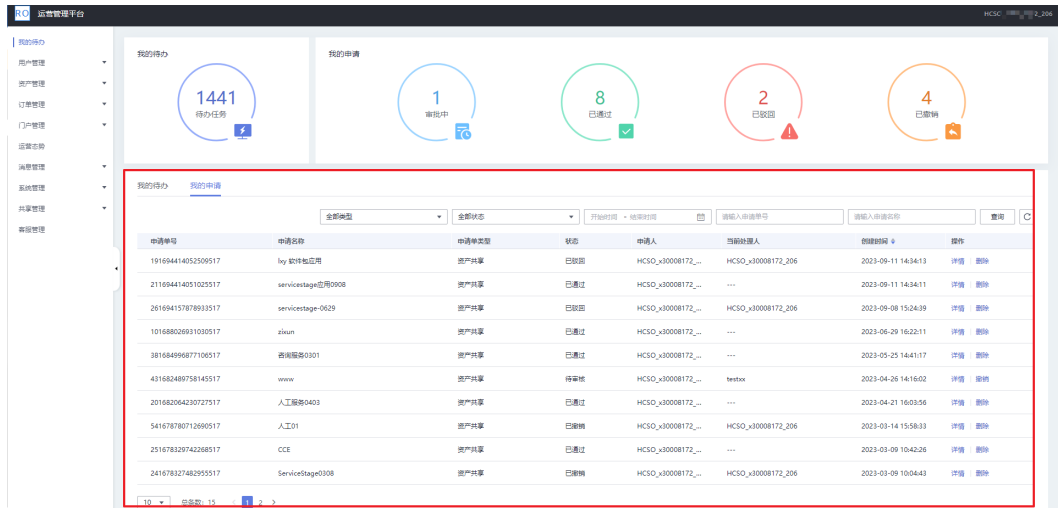 RO 运营管理平台
2_206
我的待办
用户管理
资产管理
订单管理
门户管理
运营态势
消息管理
系统管理
共享管理
客服管理
我的待办
1441
待办任务
我的申请
1
审批中
8
已通过
2
已驳回
4
已撤销
我的待办 我的申请
全部类型 全部状态 开始时间 - 结束时间 请输入申请单号 请输入申请名称 查询
申请单号 申请名称 申请单类型 状态 申请人 当前处理人 创建时间 操作
191694414052509517 lxy 软件包应用 资产共享 已驳回 HCSO_x30008172_... HCSO_x30008172_206 2023-09-11 14:34:13 详情 删除
211694414051025517 servicestage应用0908 资产共享 已通过 HCSO_x30008172_... --- 2023-09-11 14:34:11 详情 删除
261694157878933517 servicestage-0629 资产共享 已驳回 HCSO_x30008172_... HCSO_x30008172_206 2023-09-08 15:24:39 详情 删除
101688026931030517 zixun 资产共享 已通过 HCSO_x30008172_... --- 2023-06-29 16:22:11 详情 删除
381684996877106517 咨询服务0301 资产共享 已通过 HCSO_x30008172_... --- 2023-05-25 14:41:17 详情 删除
431682489758145517 www 资产共享 待审核 HCSO_x30008172_... testxx 2023-04-26 14:16:02 详情 撤销
201682064230727517 人工服务0403 资产共享 已通过 HCSO_x30008172_... --- 2023-04-21 16:03:56 详情 删除
541678780712690517 人工01 资产共享 已撤销 HCSO_x30008172_... HCSO_x30008172_206 2023-03-14 15:58:33 详情 删除
251678329742268517 CCE 资产共享 已通过 HCSO_x30008172_... --- 2023-03-09 10:42:26 详情 删除
241678327482955517 ServiceStage0308 资产共享 已撤销 HCSO_x30008172_... HCSO_x30008172_206 2023-03-09 10:04:43 详情 删除
10 总条数: 15 < 1 2 >